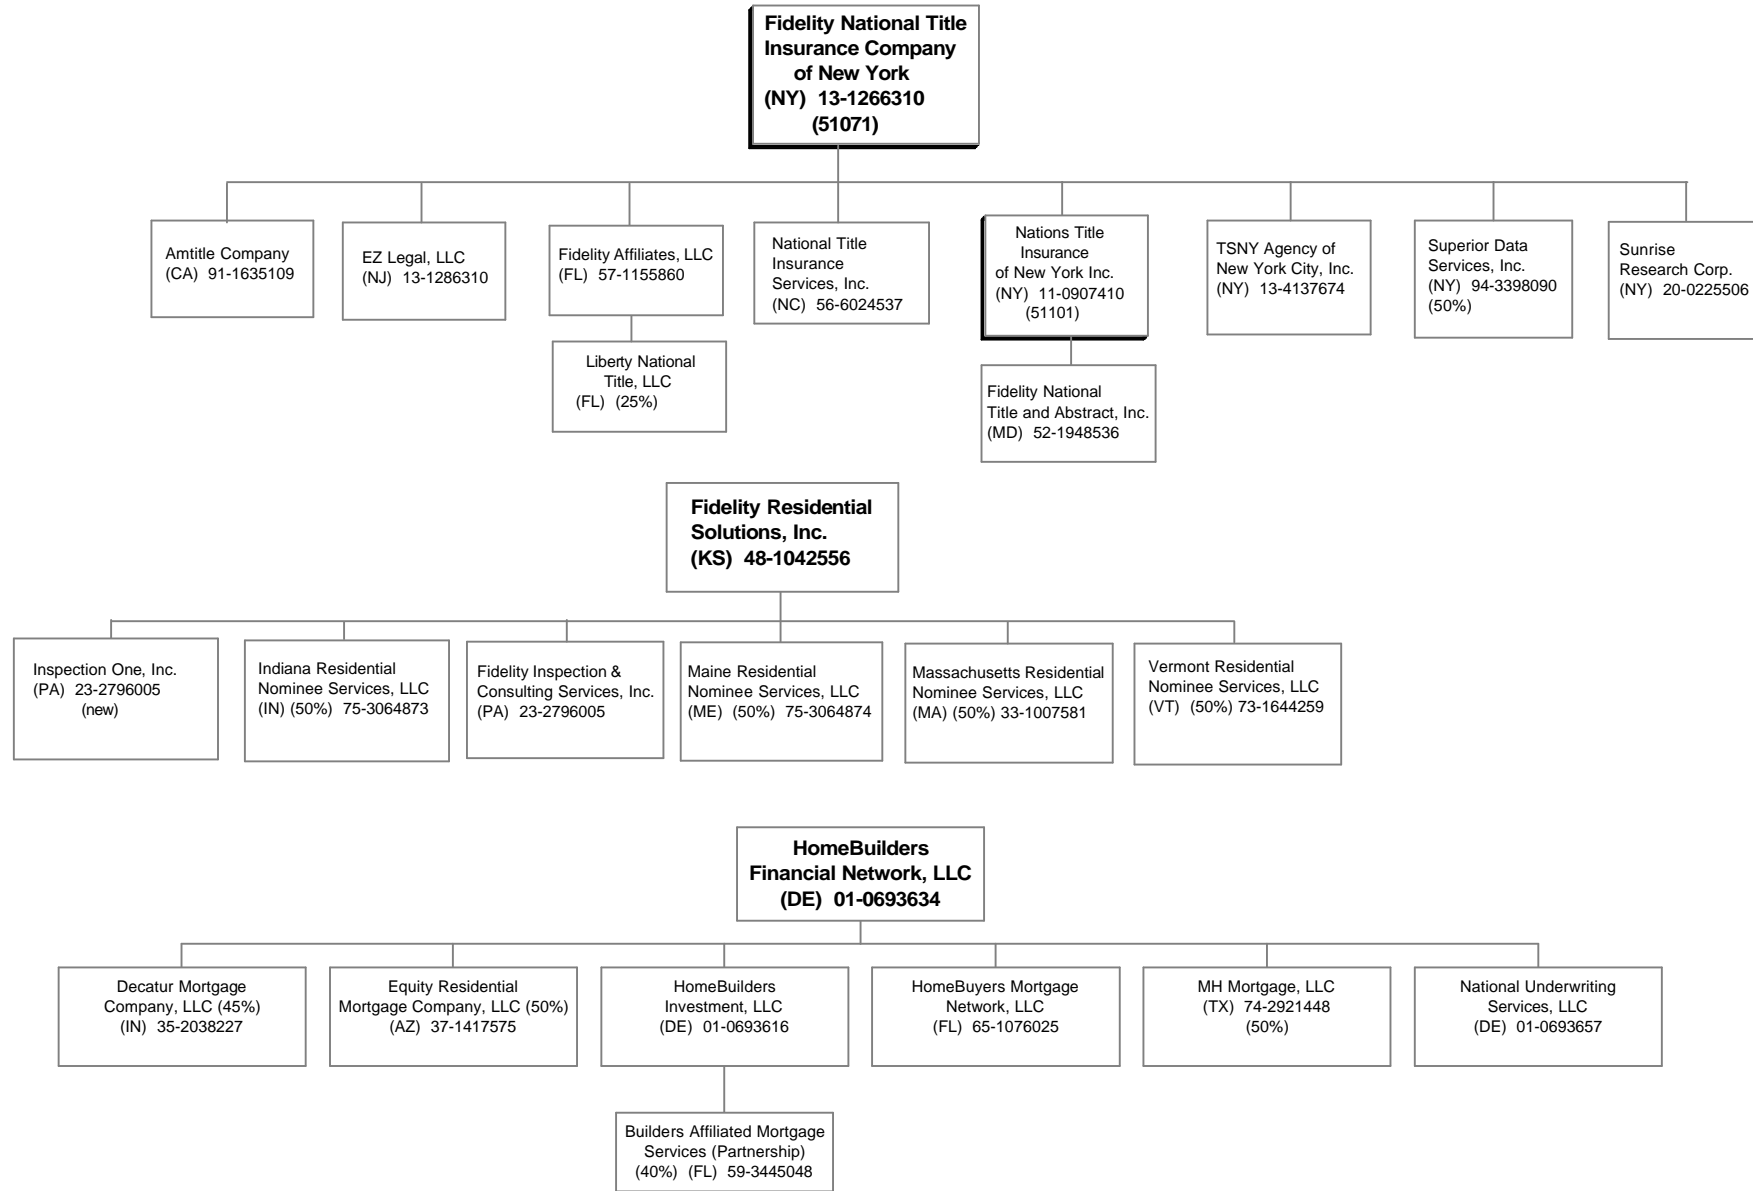 Fidelity National Title
Insurance Company
of New York
(NY) 13-1266310
(51071)
Amtitle Company
(CA) 91-1635109
EZ Legal, LLC
(NJ) 13-1286310
Fidelity Affiliates, LLC
(FL) 57-1155860
National Title
Insurance
Services, Inc.
(NC) 56-6024537
Nations Title
Insurance
of New York Inc.
(NY) 11-0907410
(51101)
TSNY Agency of
New York City, Inc.
(NY) 13-4137674
Superior Data
Services, Inc.
(NY) 94-3398090
(50%)
Sunrise
Research Corp.
(NY) 20-0225506
Liberty National
Title, LLC
(FL) (25%)
Fidelity National
Title and Abstract, Inc.
(MD) 52-1948536
Fidelity Residential
Solutions, Inc.
(KS) 48-1042556
Inspection One, Inc.
(PA) 23-2796005
(new)
Indiana Residential
Nominee Services, LLC
(IN) (50%) 75-3064873
Fidelity Inspection &
Consulting Services, Inc.
(PA) 23-2796005
Maine Residential
Nominee Services, LLC
(ME) (50%) 75-3064874
Massachusetts Residential
Nominee Services, LLC
(MA) (50%) 33-1007581
Vermont Residential
Nominee Services, LLC
(VT) (50%) 73-1644259
HomeBuilders
Financial Network, LLC
(DE) 01-0693634
Decatur Mortgage
Company, LLC (45%)
(IN) 35-2038227
Equity Residential
Mortgage Company, LLC (50%)
(AZ) 37-1417575
HomeBuilders
Investment, LLC
(DE) 01-0693616
HomeBuyers Mortgage
Network, LLC
(FL) 65-1076025
MH Mortgage, LLC
(TX) 74-2921448
(50%)
National Underwriting
Services, LLC
(DE) 01-0693657
Builders Affiliated Mortgage
Services (Partnership)
(40%) (FL) 59-3445048